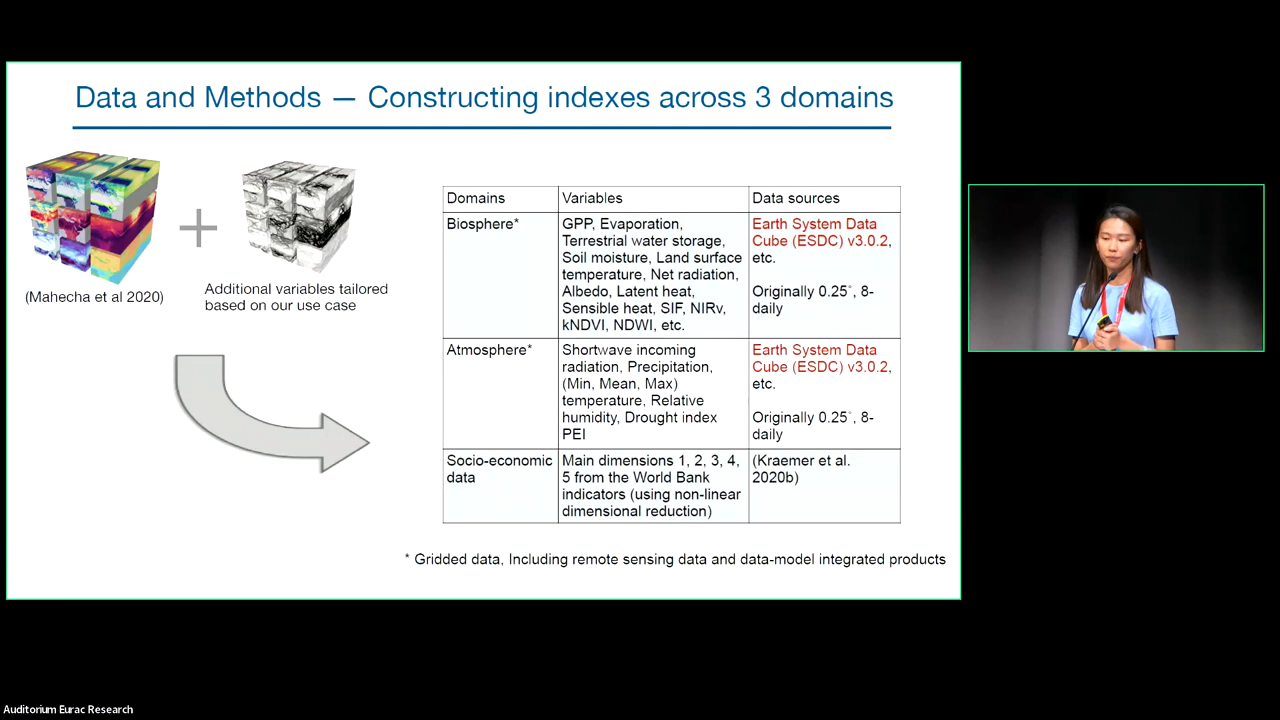 Data and Methods — Constructing indexes across 3 domains
(Mahecha et al 2020)
Additional variables tailored
based on our use case
Domains
Variables
Data sources
Biosphere*
GPP, Evaporation,
Terrestrial water storage,
Soil moisture, Land surface
temperature, Net radiation,
Albedo, Latent heat,
Sensible heat, SIF, NIRv,
kNDVI, NDWI, etc.
Earth System Data
Cube (ESDC) v3.0.2,
etc.
Originally 0.25°, 8-
daily
Atmosphere*
Shortwave incoming
radiation, Precipitation,
(Min, Mean, Max)
temperature, Relative
humidity, Drought index
PEI
Earth System Data
Cube (ESDC) v3.0.2,
etc.
Originally 0.25°, 8-
daily
Socio-economic
data
Main dimensions 1, 2, 3, 4,
5 from the World Bank
indicators (using non-linear
dimensional reduction)
(Kraemer et al.
2020b)
* Gridded data, Including remote sensing data and data-model integrated products
Auditorium Eurac Research